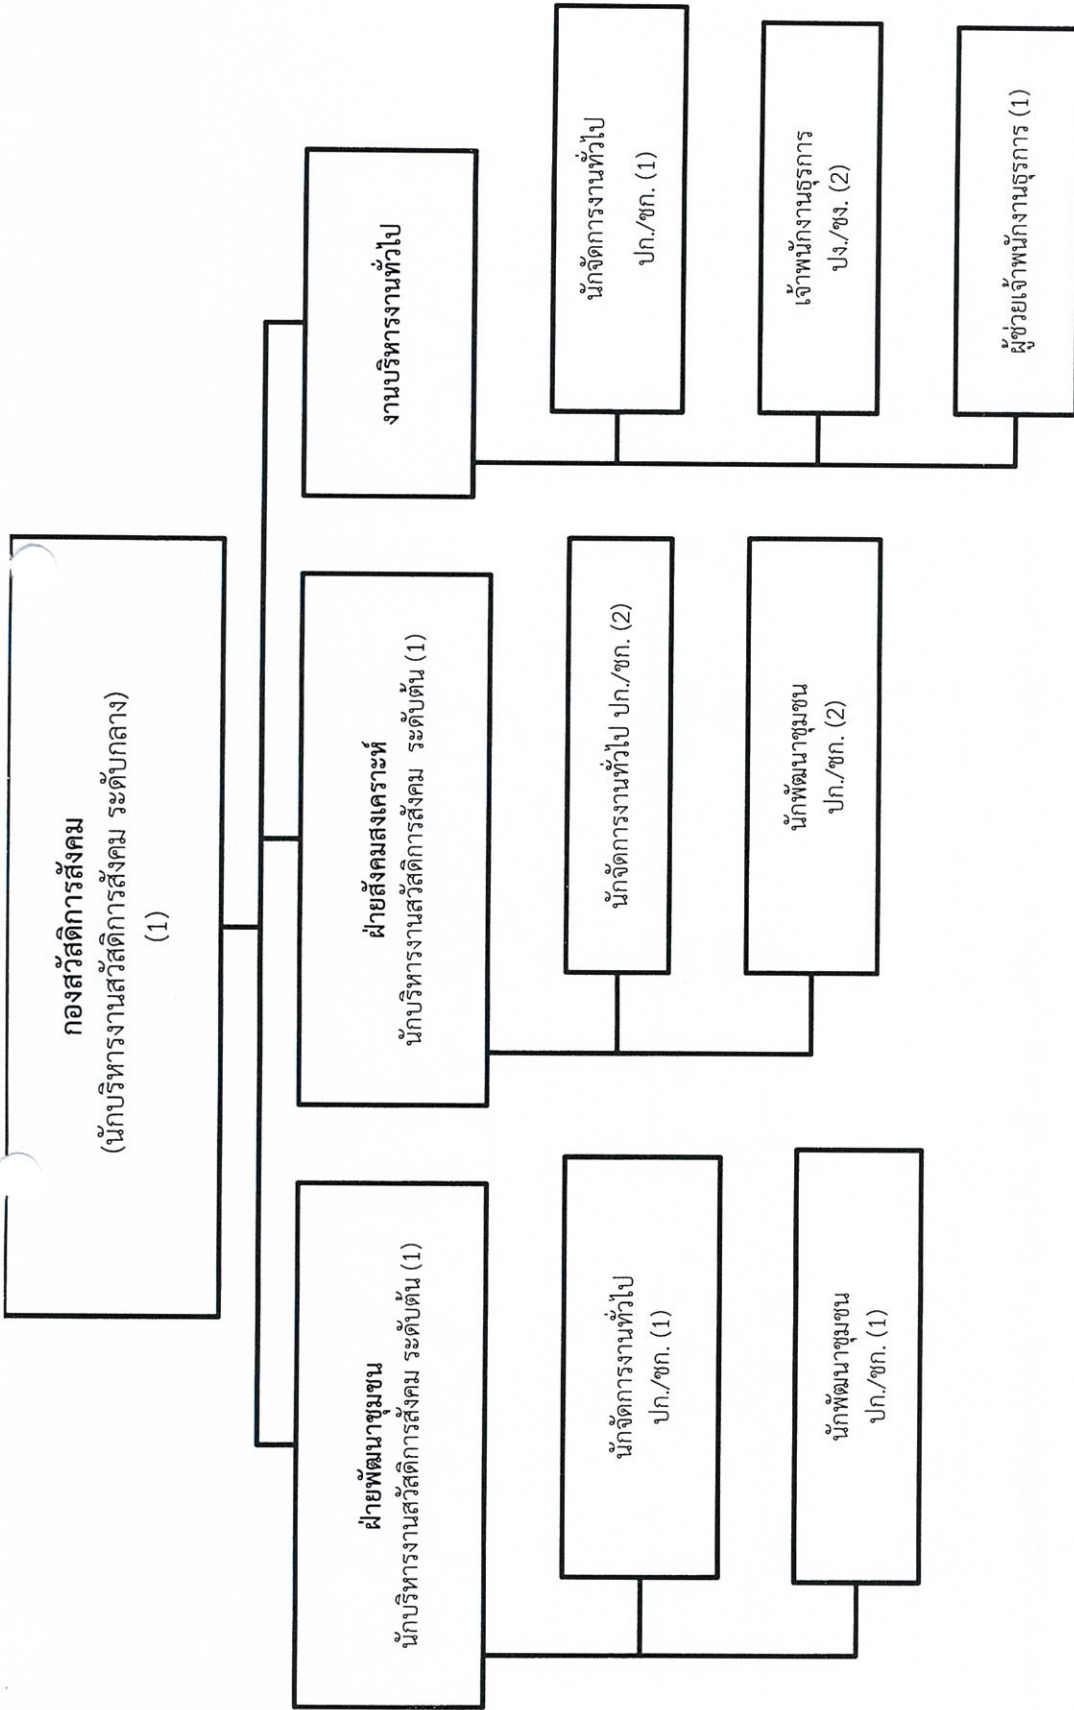 กองสวัสดิการสังคม
(นักบริหารงานสวัสดิการสังคม ระดับกลาง)
(1)
ฝ่ายพัฒนาชุมชน
นักบริหารงานสวัสดิการสังคม ระดับต้น (1)
นักจัดการงานทั่วไป
ปก./ชก. (1)
นักพัฒนาชุมชน
ปก./ชก. (1)
ฝ่ายสังคมสงเคราะห์
นักบริหารงานสวัสดิการสังคม ระดับต้น (1)
นักจัดการงานทั่วไป ปก./ชก. (2)
นักพัฒนาชุมชน
ปก./ชก. (2)
งานบริหารงานทั่วไป
นักจัดการงานทั่วไป
ปก./ชก. (1)
เจ้าพนักงานธุรการ
ปง./ชง. (2)
ผู้ช่วยเจ้าพนักงานธุรการ (1)